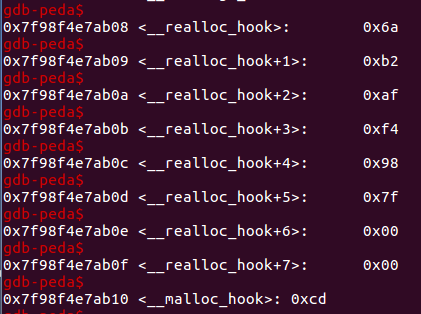 gdb-peda$
0x7f98f4e7ab08 <__realloc_hook>: 0x6a
gdb-peda$
0x7f98f4e7ab09 <__realloc_hook+1>: 0xb2
gdb-peda$
0x7f98f4e7ab0a <__realloc_hook+2>: 0xaf
gdb-peda$
0x7f98f4e7ab0b <__realloc_hook+3>: 0xf4
gdb-peda$
0x7f98f4e7ab0c <__realloc_hook+4>: 0x98
gdb-peda$
0x7f98f4e7ab0d <__realloc_hook+5>: 0x7f
gdb-peda$
0x7f98f4e7ab0e <__realloc_hook+6>: 0x00
gdb-peda$
0x7f98f4e7ab0f <__realloc_hook+7>: 0x00
gdb-peda$
0x7f98f4e7ab10 <__malloc_hook>: 0xcd
gdb-peda$